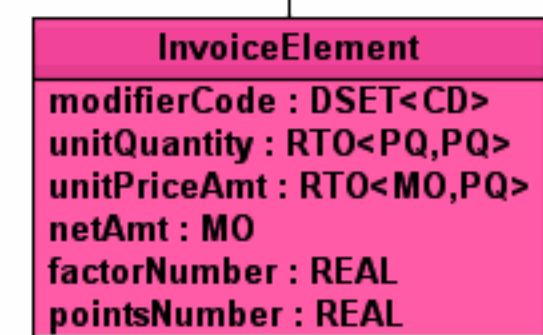 InvoiceElement
modifierCode : DSET<CD>
unitQuantity : RTO<PQ,PQ>
unitPriceAmt : RTO<MO,PQ>
netAmt : MO
factorNumber : REAL
pointsNumber : REAL